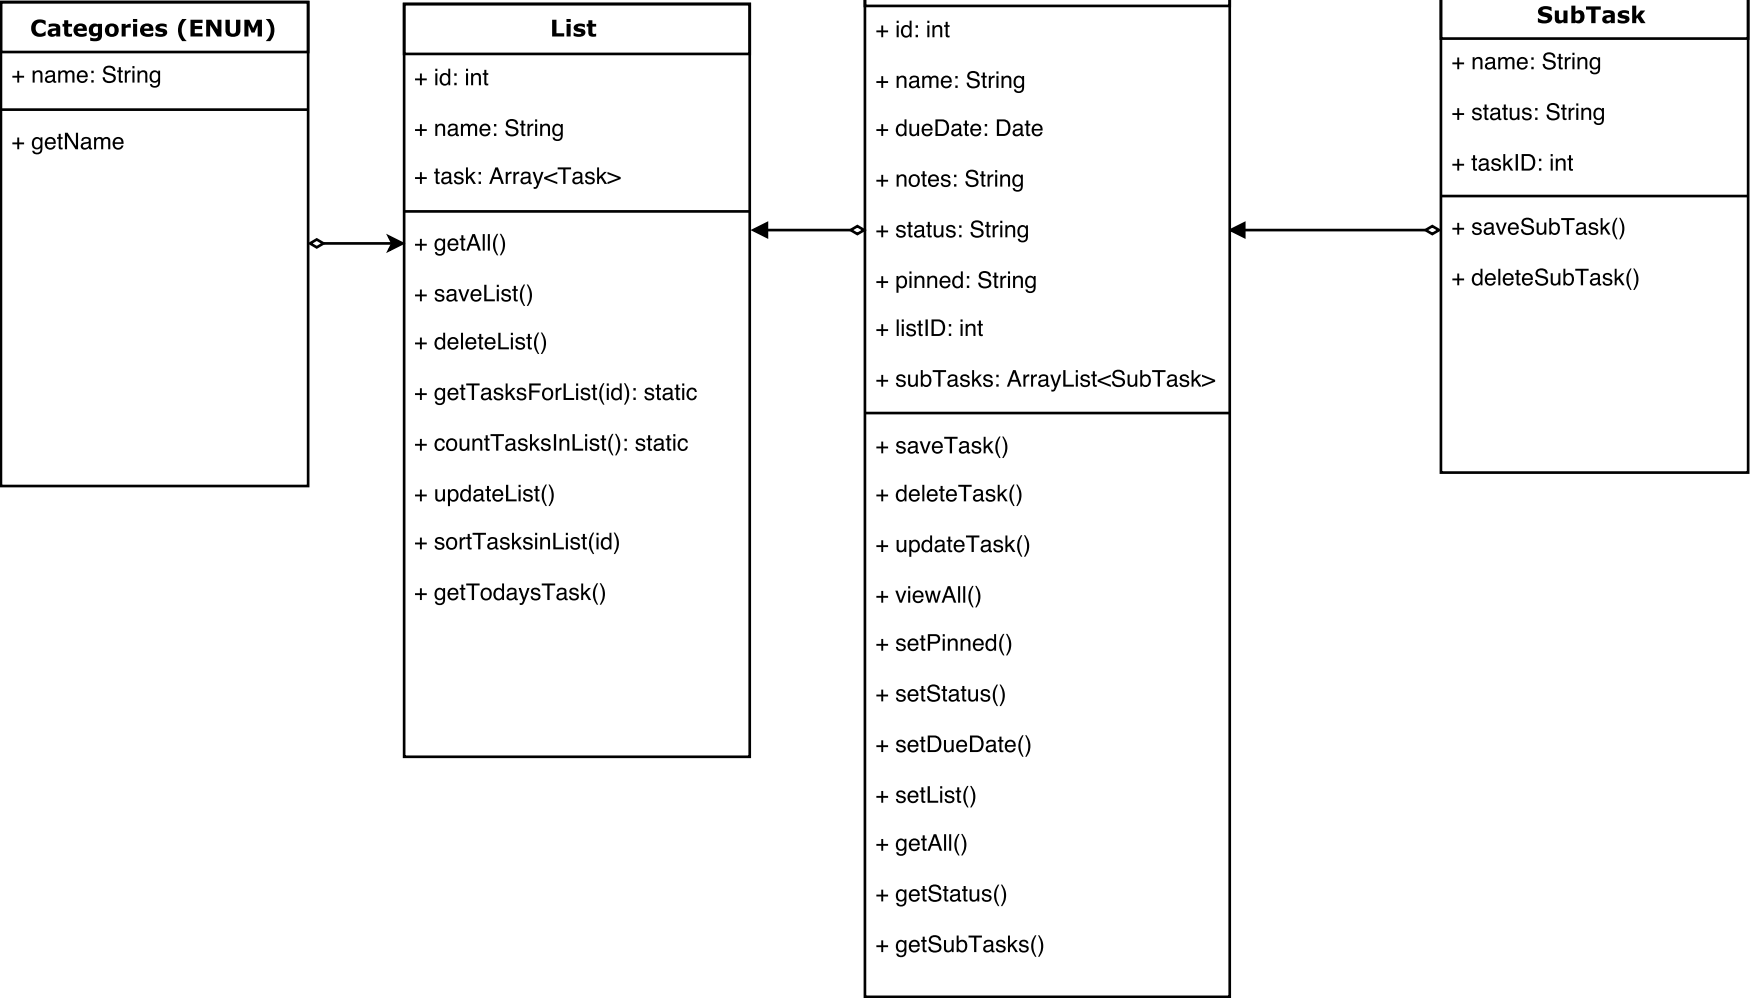 Categories (ENUM)
+ name: String
+ getName
List
+ id: int
+ name: String
+ task: Array<Task>
+ getAll()
+ saveList()
+ deleteList()
+ getTasksForList(id): static
+ countTasksInList(): static
+ updateList()
+ sortTasksinList(id)
+ getTodaysTask()
+ id: int
+ name: String
+ dueDate: Date
+ notes: String
+ status: String
+ pinned: String
+ listID: int
+ subTasks: ArrayList<SubTask>
+ saveTask()
+ deleteTask()
+ updateTask()
+ viewAll()
+ setPinned()
+ setStatus()
+ setDueDate()
+ setList()
+ getAll()
+ getStatus()
+ getSubTasks()
SubTask
+ name: String
+ status: String
+ taskID: int
+ saveSubTask()
+ deleteSubTask()